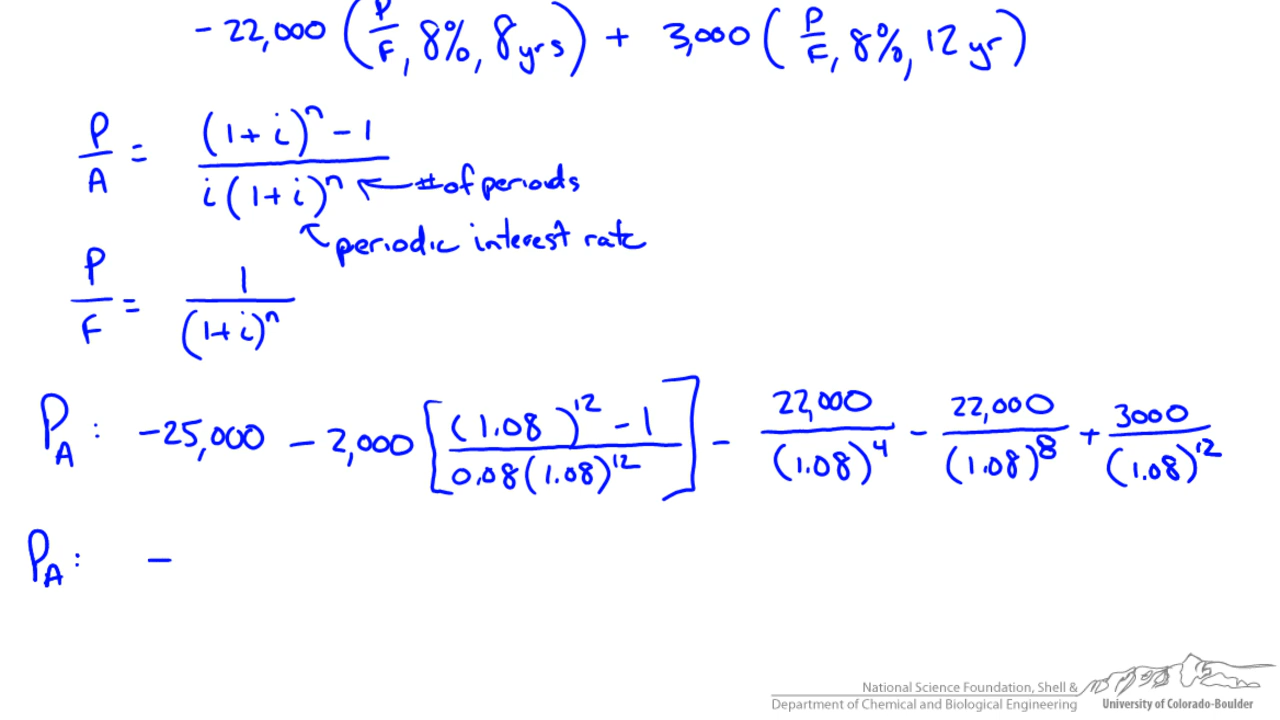 -22,000 (P/F, 8%, 8yrs) + 3,000 (P/F, 8%, 12yr)
P/A = ((1+i)^n - 1)/(i(1+i)^n) ← # of periods
periodic interest rate
P/F = 1/(1+i)^n
P_A: -25,000 - 2,000 [((1.08)^12 - 1)/(0.08(1.08)^12)] - 22,000/(1.08)^4 - 22,000/(1.08)^8 + 3000/(1.08)^12
P_A: -
National Science Foundation, Shell &
Department of Chemical and Biological Engineering
University of Colorado-Boulder